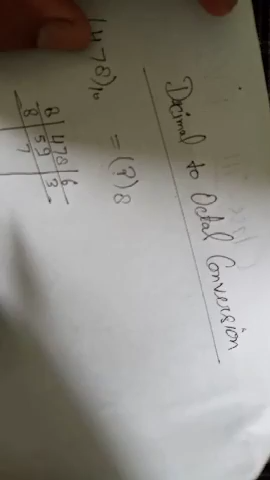 Decimal to Octal Conversion
(478)10 = (?)8
8 | 478 | 6
8 | 59 | 3
7